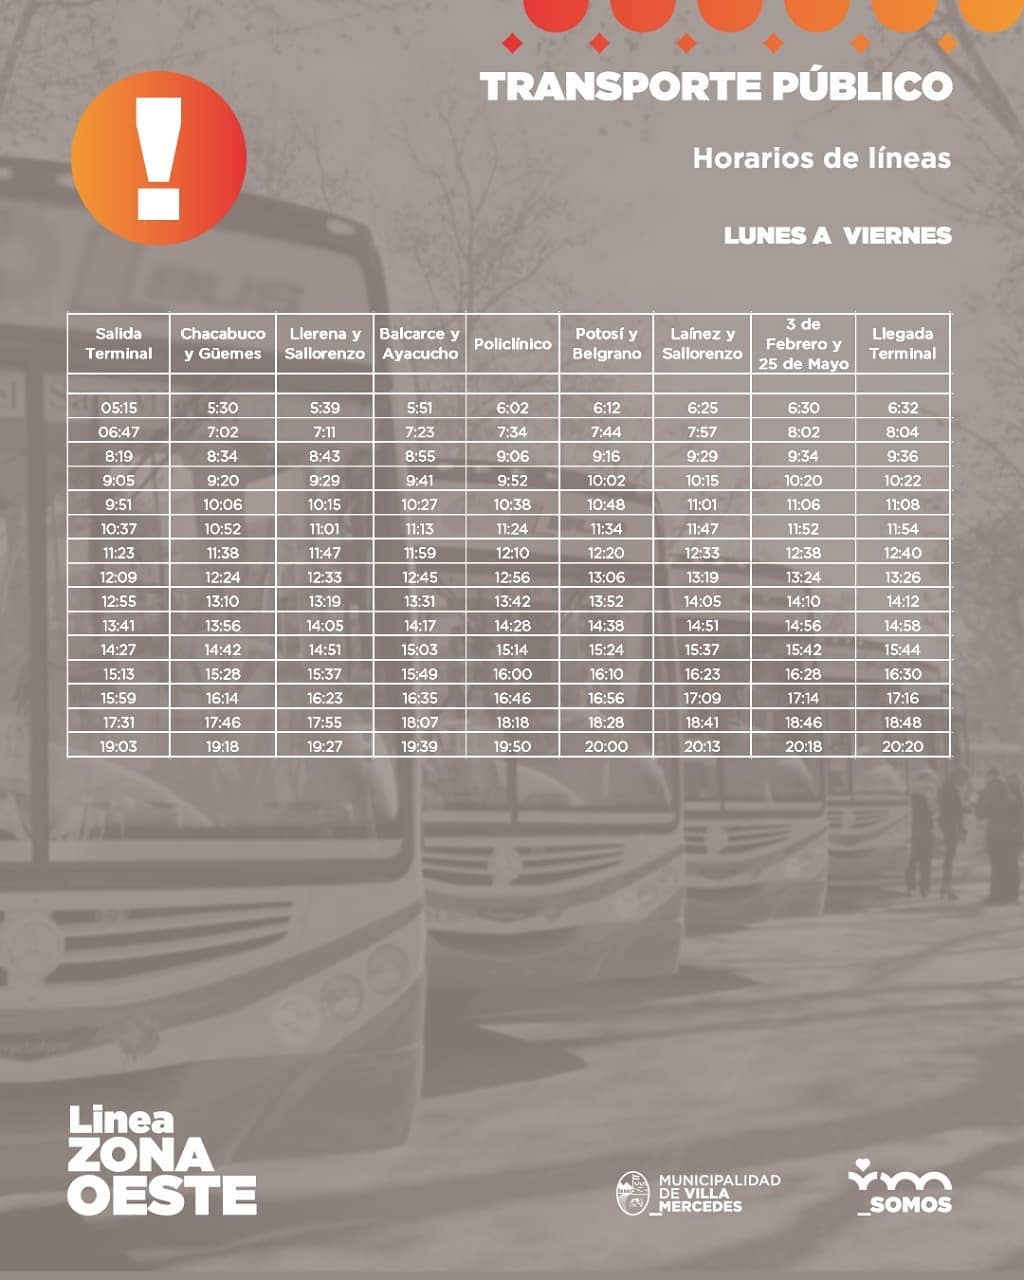 TRANSPORTE PÚBLICO
Horarios de líneas
LUNES A VIERNES
Salida Terminal Chacabuco y Güemes Llerena y Sallorenzo Balcarce y Ayacucho Policlínico Potosí y Belgrano Laínez y Sallorenzo 3 de Febrero y 25 de Mayo Llegada Terminal
05:15 5:30 5:39 5:51 6:02 6:12 6:25 6:30 6:32
06:47 7:02 7:11 7:23 7:34 7:44 7:57 8:02 8:04
8:19 8:34 8:43 8:55 9:06 9:16 9:29 9:34 9:36
9:05 9:20 9:29 9:41 9:52 10:02 10:15 10:20 10:22
9:51 10:06 10:15 10:27 10:38 10:48 11:01 11:06 11:08
10:37 10:52 11:01 11:13 11:24 11:34 11:47 11:52 11:54
11:23 11:38 11:47 11:59 12:10 12:20 12:33 12:38 12:40
12:09 12:24 12:33 12:45 12:56 13:06 13:19 13:24 13:26
12:55 13:10 13:19 13:31 13:42 13:52 14:05 14:10 14:12
13:41 13:56 14:05 14:17 14:28 14:38 14:51 14:56 14:58
14:27 14:42 14:51 15:03 15:14 15:24 15:37 15:42 15:44
15:13 15:28 15:37 15:49 16:00 16:10 16:23 16:28 16:30
15:59 16:14 16:23 16:35 16:46 16:56 17:09 17:14 17:16
17:31 17:46 17:55 18:07 18:18 18:28 18:41 18:46 18:48
19:03 19:18 19:27 19:39 19:50 20:00 20:13 20:18 20:20
Linea
ZONA
OESTE
MUNICIPALIDAD
DE VILLA
_MERCEDES
_SOMOS